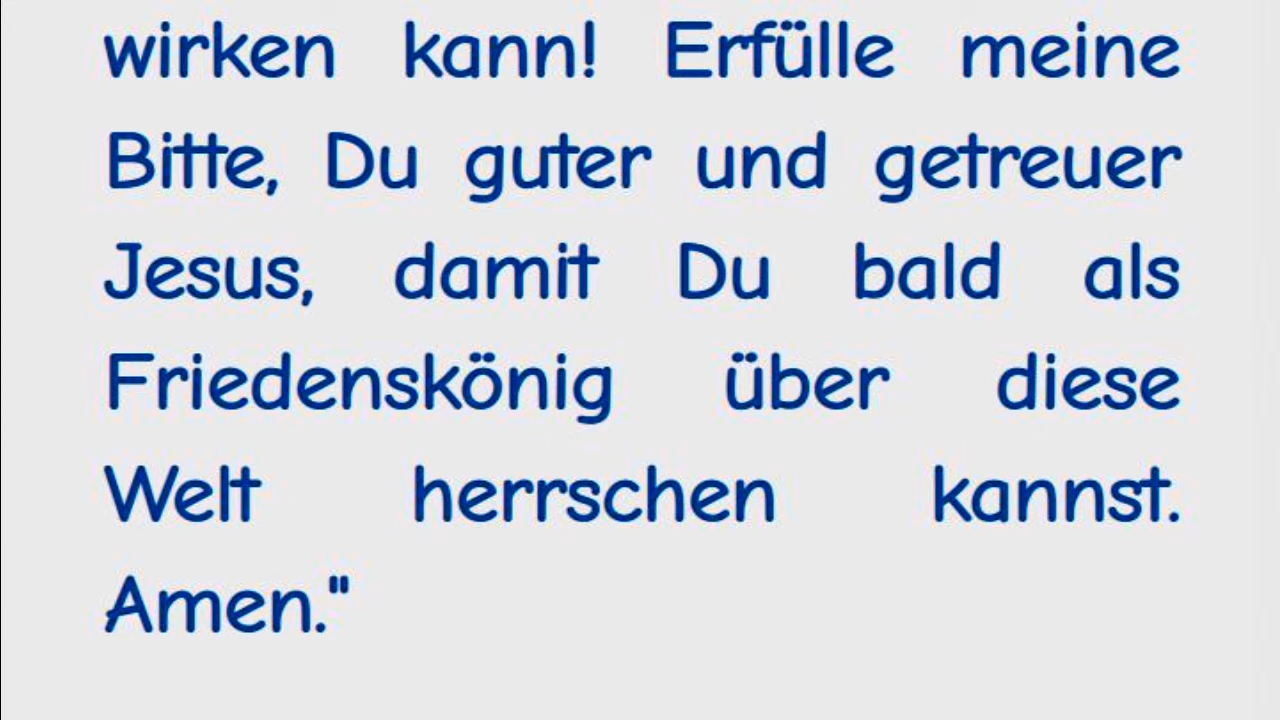 wirken kann! Erfülle meine
Bitte, Du guter und getreuer
Jesus, damit Du bald als
Friedenskönig über diese
Welt herrschen kannst.
Amen."